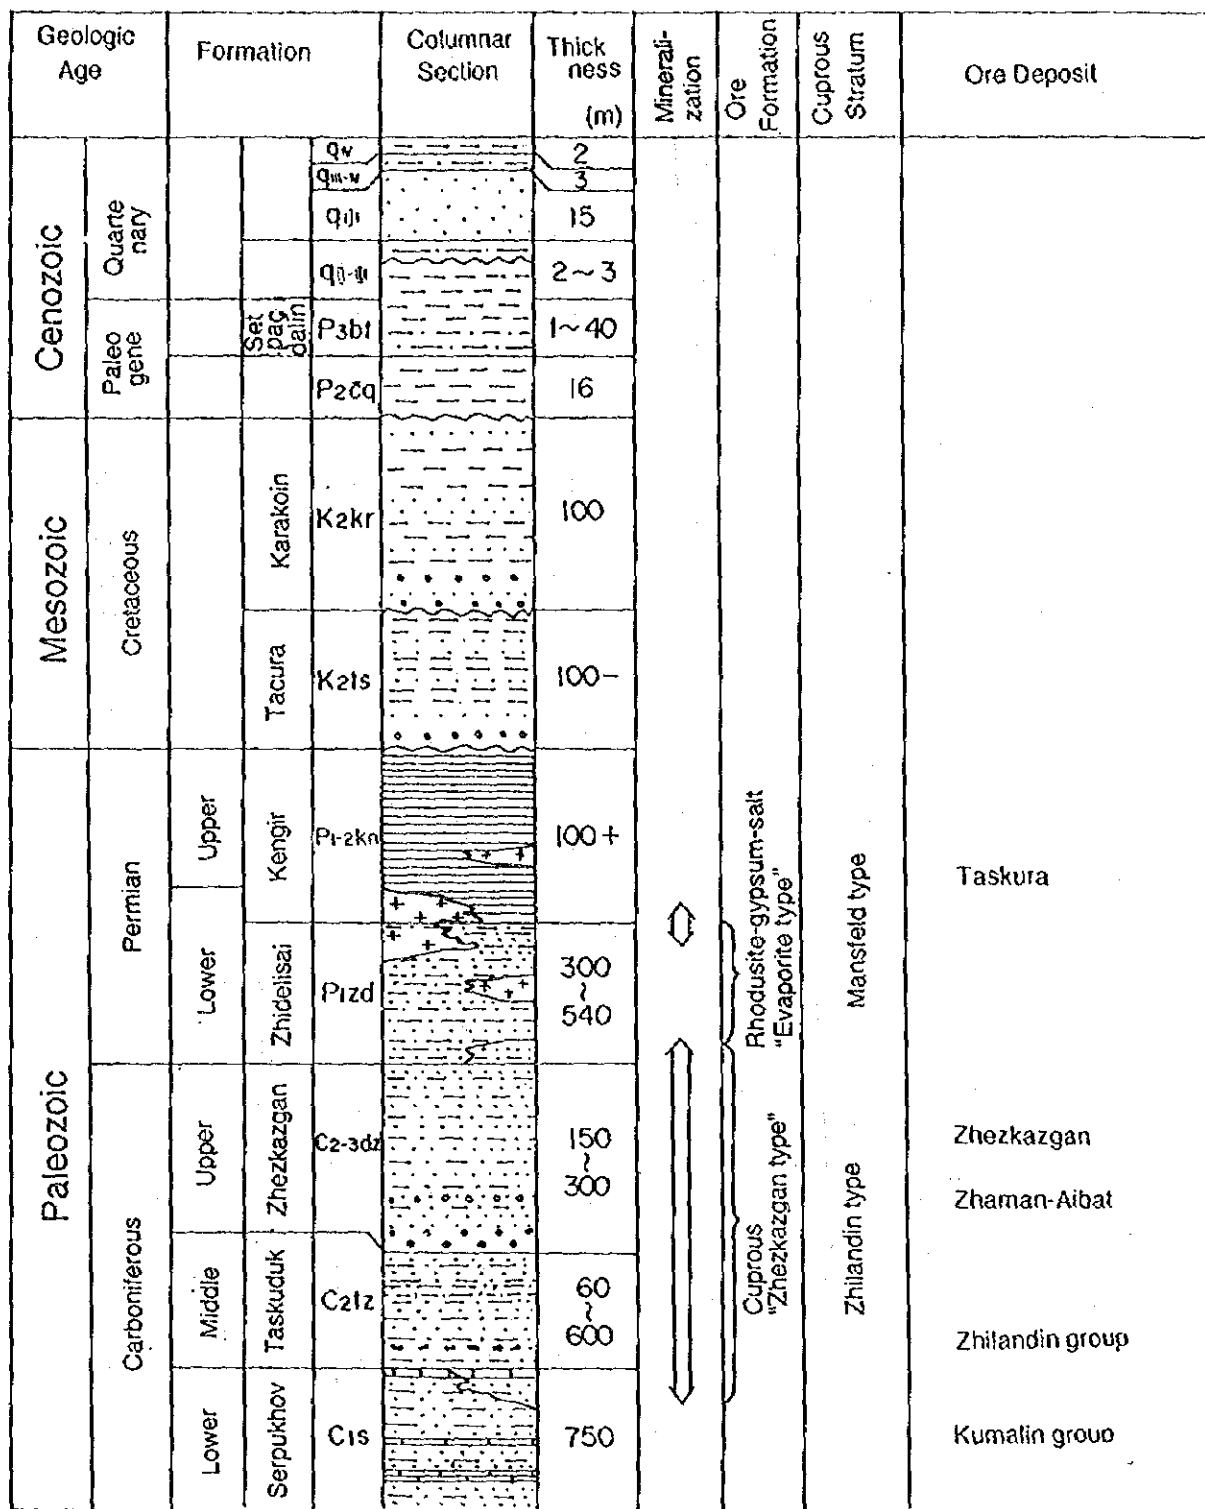 Geologic Age
Formation
Columnar Section
Thick ness (m)
Minerali-zation
Ore Formation
Cuprous Stratum
Ore Deposit
Cenozoic
Quarte nary
2
3
15
2~3
Paleo gene
Set pac dalin
P3bt
1~40
P2čq
16
Mesozoic
Cretaceous
Karakoin
K2kr
100
Tacura
K2ts
100-
Paleozoic
Permian
Upper
Kengir
P1-2kn
100+
Lower
Zhidelisai
P1zd
300
~
540
Rhodusite-gypsum-salt
"Evaporite type"
Mansfeld type
Taskura
Carboniferous
Upper
Zhezkazgan
C2-3dz
150
~
300
Middle
Taskuduk
C2tz
60
~
600
Lower
Serpukhov
C1s
750
Cuprous
"Zhezkazgan type"
Zhilandin type
Zhezkazgan
Zhaman-Aibat
Zhilandin group
Kumalin group